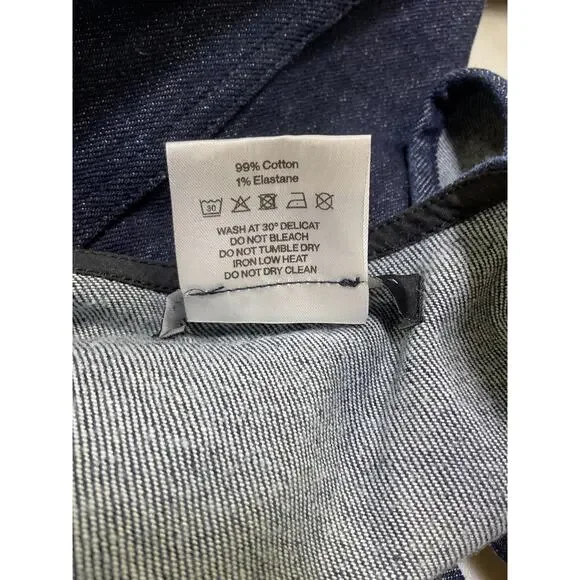 99% Cotton
1% Elastane
30
WASH AT 30° DELICAT
DO NOT BLEACH
DO NOT TUMBLE DRY
IRON LOW HEAT
DO NOT DRY CLEAN